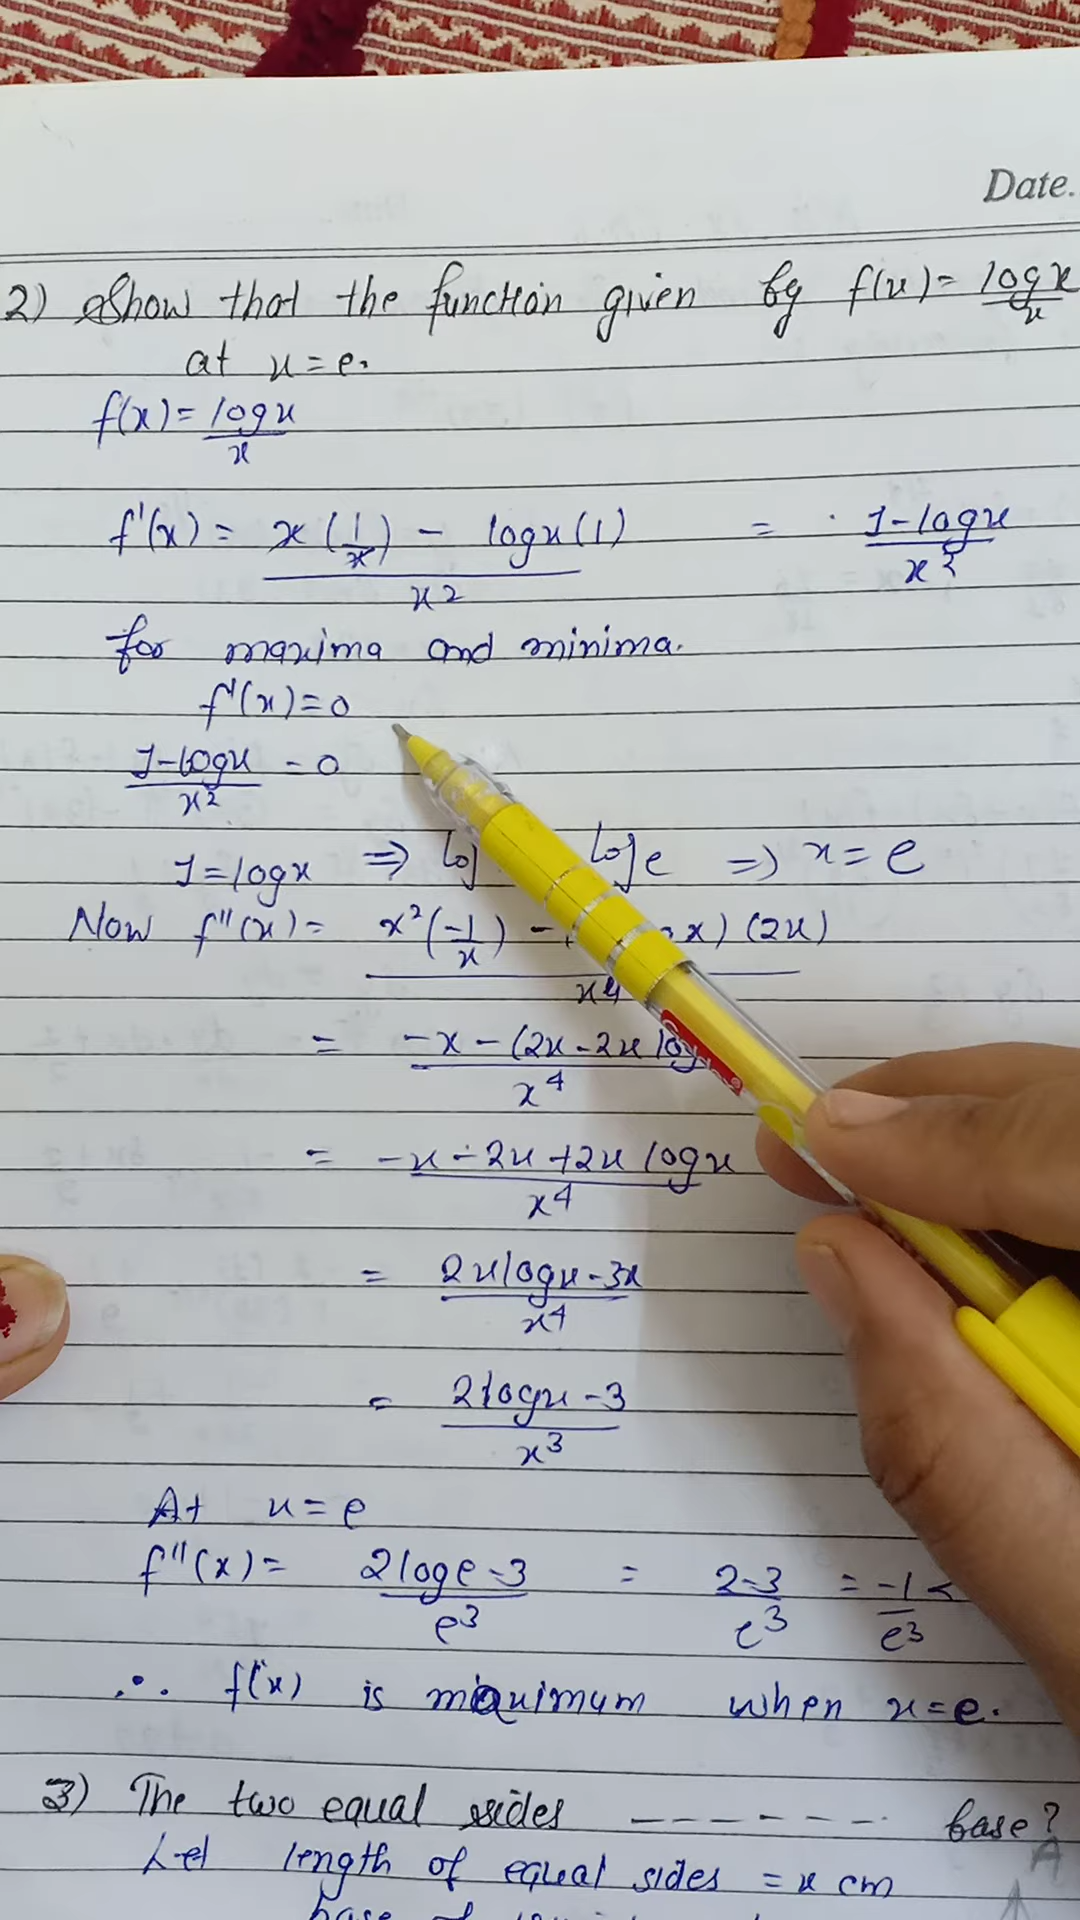 Date.
2) Show that the function given by f(x) = log x / x
at x = e.
f(x) = log x / x
f'(x) = x (1/x) - log x (1) / x² = 1 - log x / x²
for maxima and minima.
f'(x) = 0
1 - log x / x² = 0
1 = log x ⇒ log e ⇒ x = e
Now f''(x) = x² (-1/x) - x) (2x) / x⁴
= -x - (2x - 2x log / x⁴
= -x - 2x + 2x log x / x⁴
= 2x log x - 3x / x⁴
= 2 log x - 3 / x³
At x = e
f''(x) = 2 log e - 3 / e³ = 2-3 / e³ = -1 / e³ <
∴ f(x) is maximum when x = e.
3) The two equal sides ------- base?
Let length of equal sides = x cm
base of
A